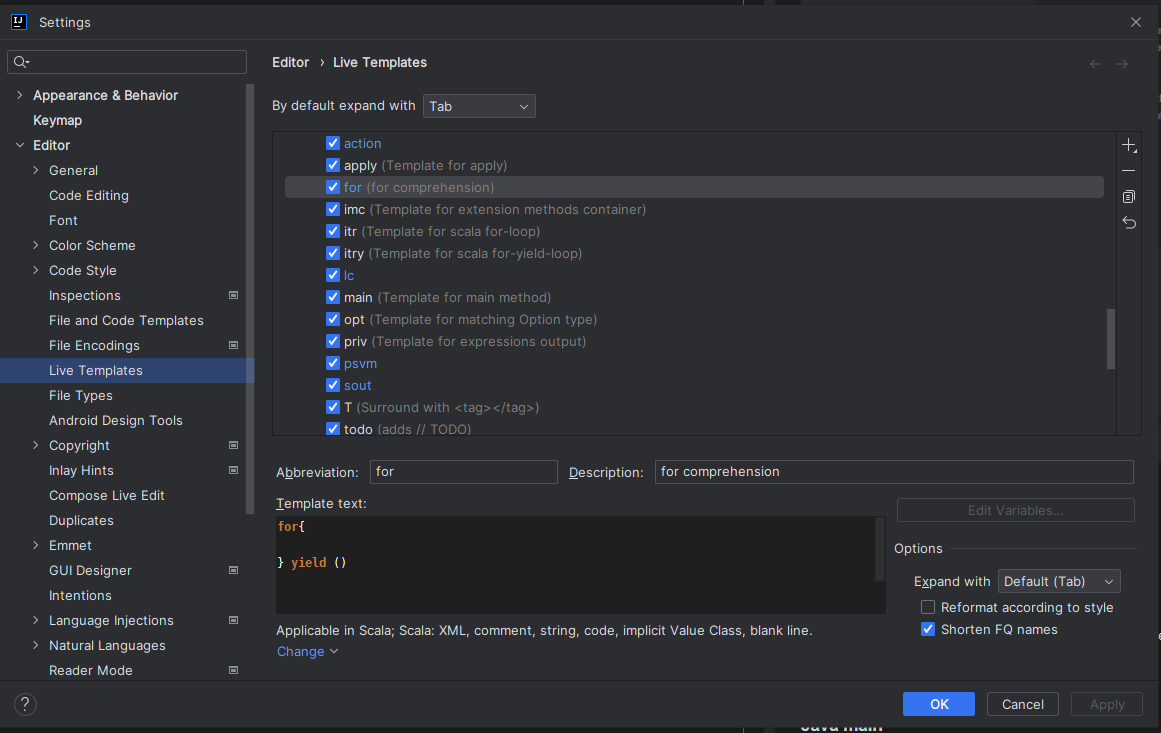 IJ Settings
Editor › Live Templates
Appearance & Behavior
By default expand with Tab
Keymap
Editor
General
Code Editing
Font
Color Scheme
Code Style
Inspections
File and Code Templates
File Encodings
Live Templates
File Types
Android Design Tools
Copyright
Inlay Hints
Compose Live Edit
Duplicates
Emmet
GUI Designer
Intentions
Language Injections
Natural Languages
Reader Mode
action
apply (Template for apply)
for (for comprehension)
imc (Template for extension methods container)
itr (Template for scala for-loop)
itry (Template for scala for-yield-loop)
lc
main (Template for main method)
opt (Template for matching Option type)
priv (Template for expressions output)
psvm
sout
T (Surround with <tag></tag>)
todo (adds // TODO)
Abbreviation: for Description: for comprehension
Template text:
for{
} yield ()
Edit Variables...
Options
Expand with Default (Tab)
Reformat according to style
Shorten FQ names
Applicable in Scala; Scala: XML, comment, string, code, implicit Value Class, blank line.
Change
? OK Cancel Apply
Java main